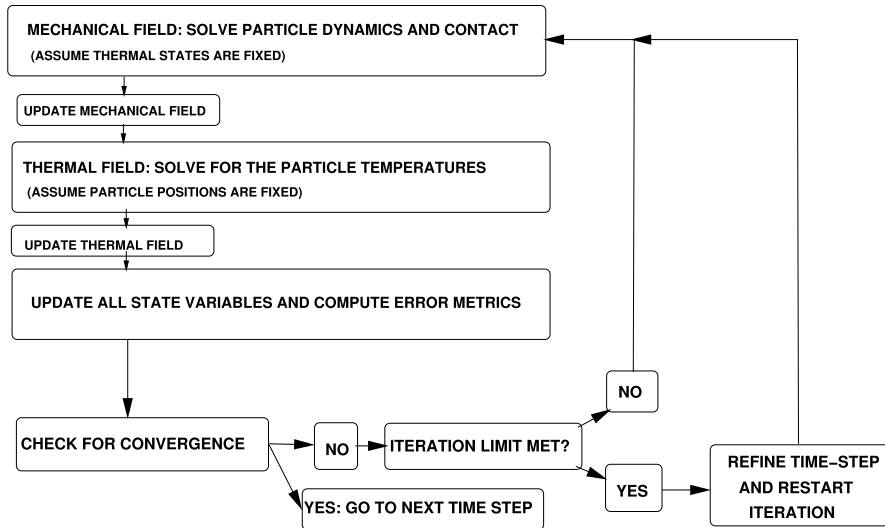 MECHANICAL FIELD: SOLVE PARTICLE DYNAMICS AND CONTACT
(ASSUME THERMAL STATES ARE FIXED)
UPDATE MECHANICAL FIELD
THERMAL FIELD: SOLVE FOR THE PARTICLE TEMPERATURES
(ASSUME PARTICLE POSITIONS ARE FIXED)
UPDATE THERMAL FIELD
UPDATE ALL STATE VARIABLES AND COMPUTE ERROR METRICS
CHECK FOR CONVERGENCE
NO
ITERATION LIMIT MET?
NO
YES
REFINE TIME−STEP
AND RESTART
ITERATION
YES: GO TO NEXT TIME STEP